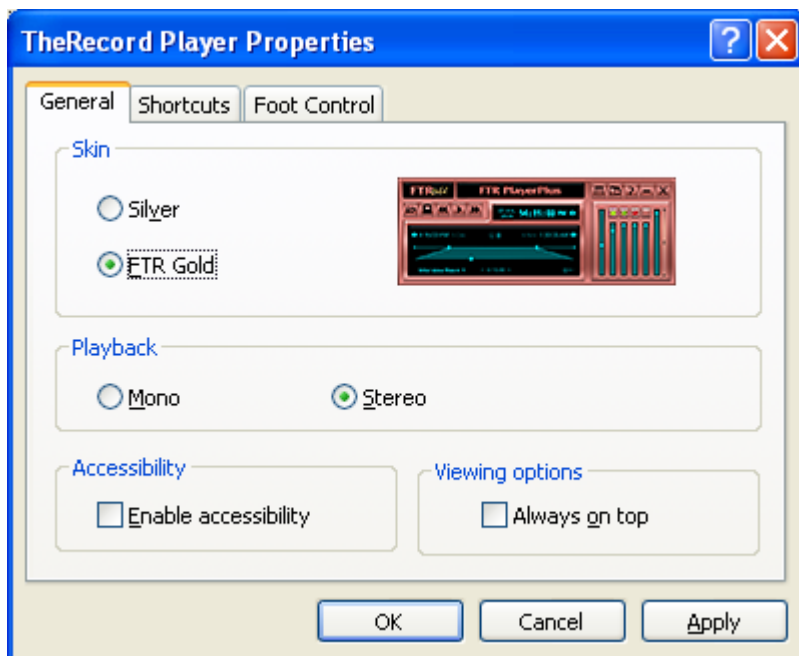 TheRecord Player Properties
General Shortcuts Foot Control
Skin
Silver
FTR Gold
FTR FTR PlayerPlus
Playback
Mono Stereo
Accessibility Viewing options
Enable accessibility Always on top
OK Cancel Apply